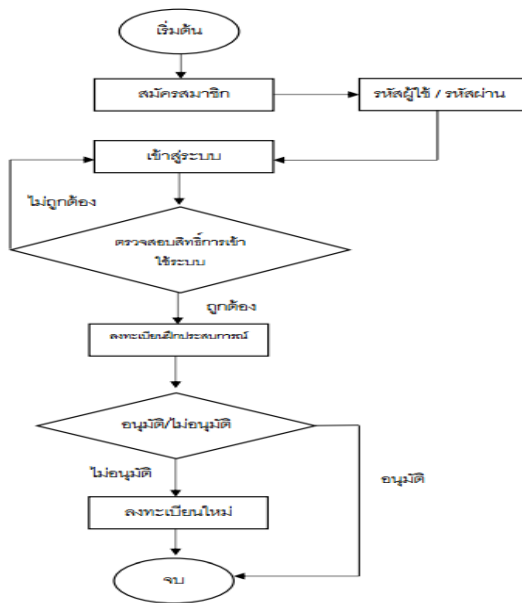 เริ่มต้น
สมัครสมาชิก
รหัสผู้ใช้ / รหัสผ่าน
เข้าสู่ระบบ
ไม่ถูกต้อง
ตรวจสอบสิทธิ์การเข้า
ใช้ระบบ
ถูกต้อง
ลงทะเบียนฝึกประสบการณ์
อนุมัติ/ไม่อนุมัติ
ไม่อนุมัติ
อนุมัติ
ลงทะเบียนใหม่
จบ